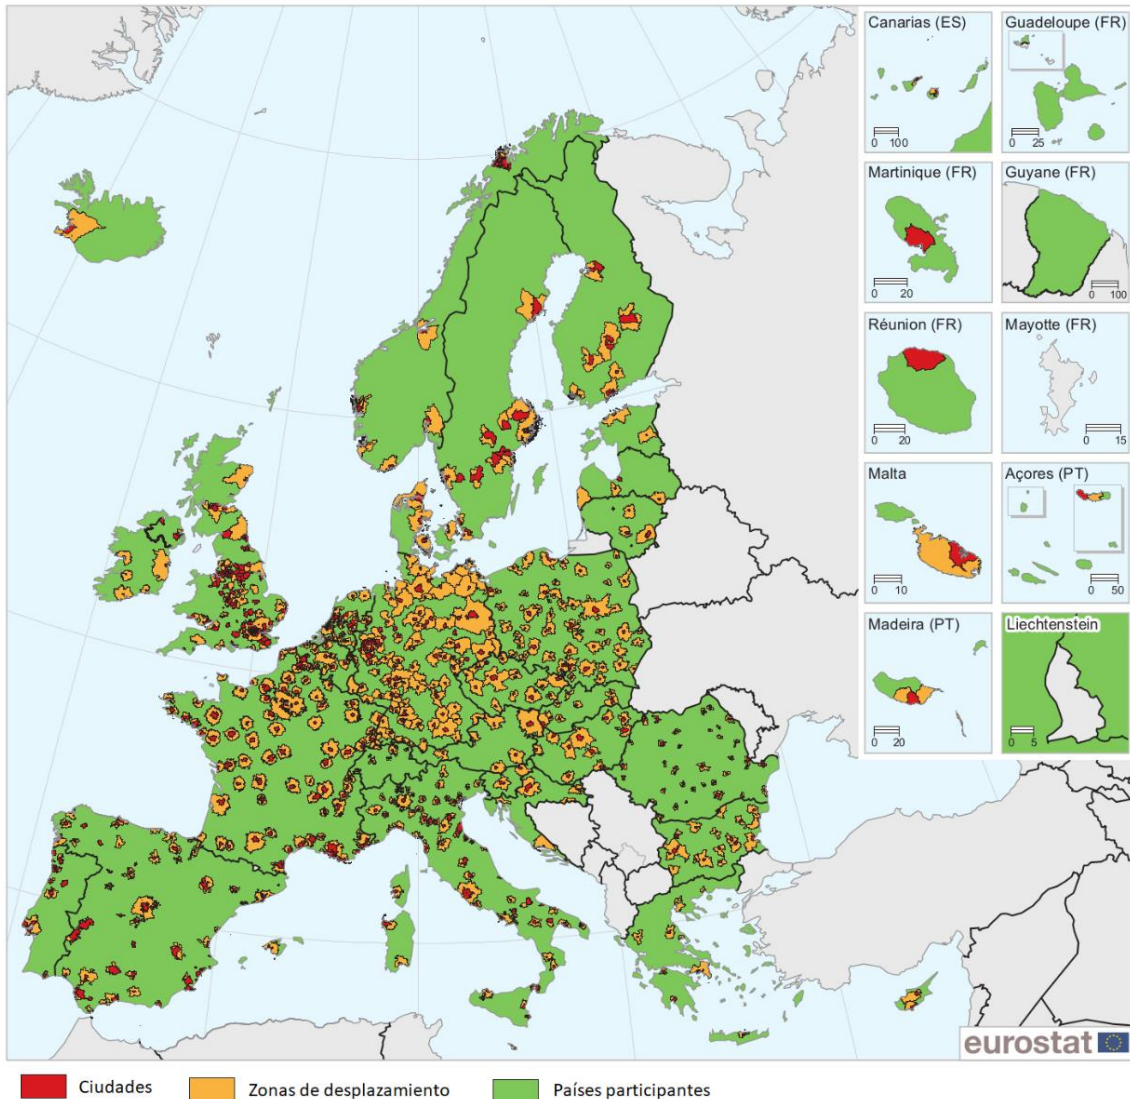 Canarias (ES)
0 100
Guadeloupe (FR)
0 25
Martinique (FR)
0 20
Guyane (FR)
0 100
Réunion (FR)
0 20
Mayotte (FR)
0 15
Malta
0 10
Açores (PT)
0 50
Madeira (PT)
0 20
Liechtenstein
0 5
eurostat
Ciudades
Zonas de desplazamiento
Países participantes